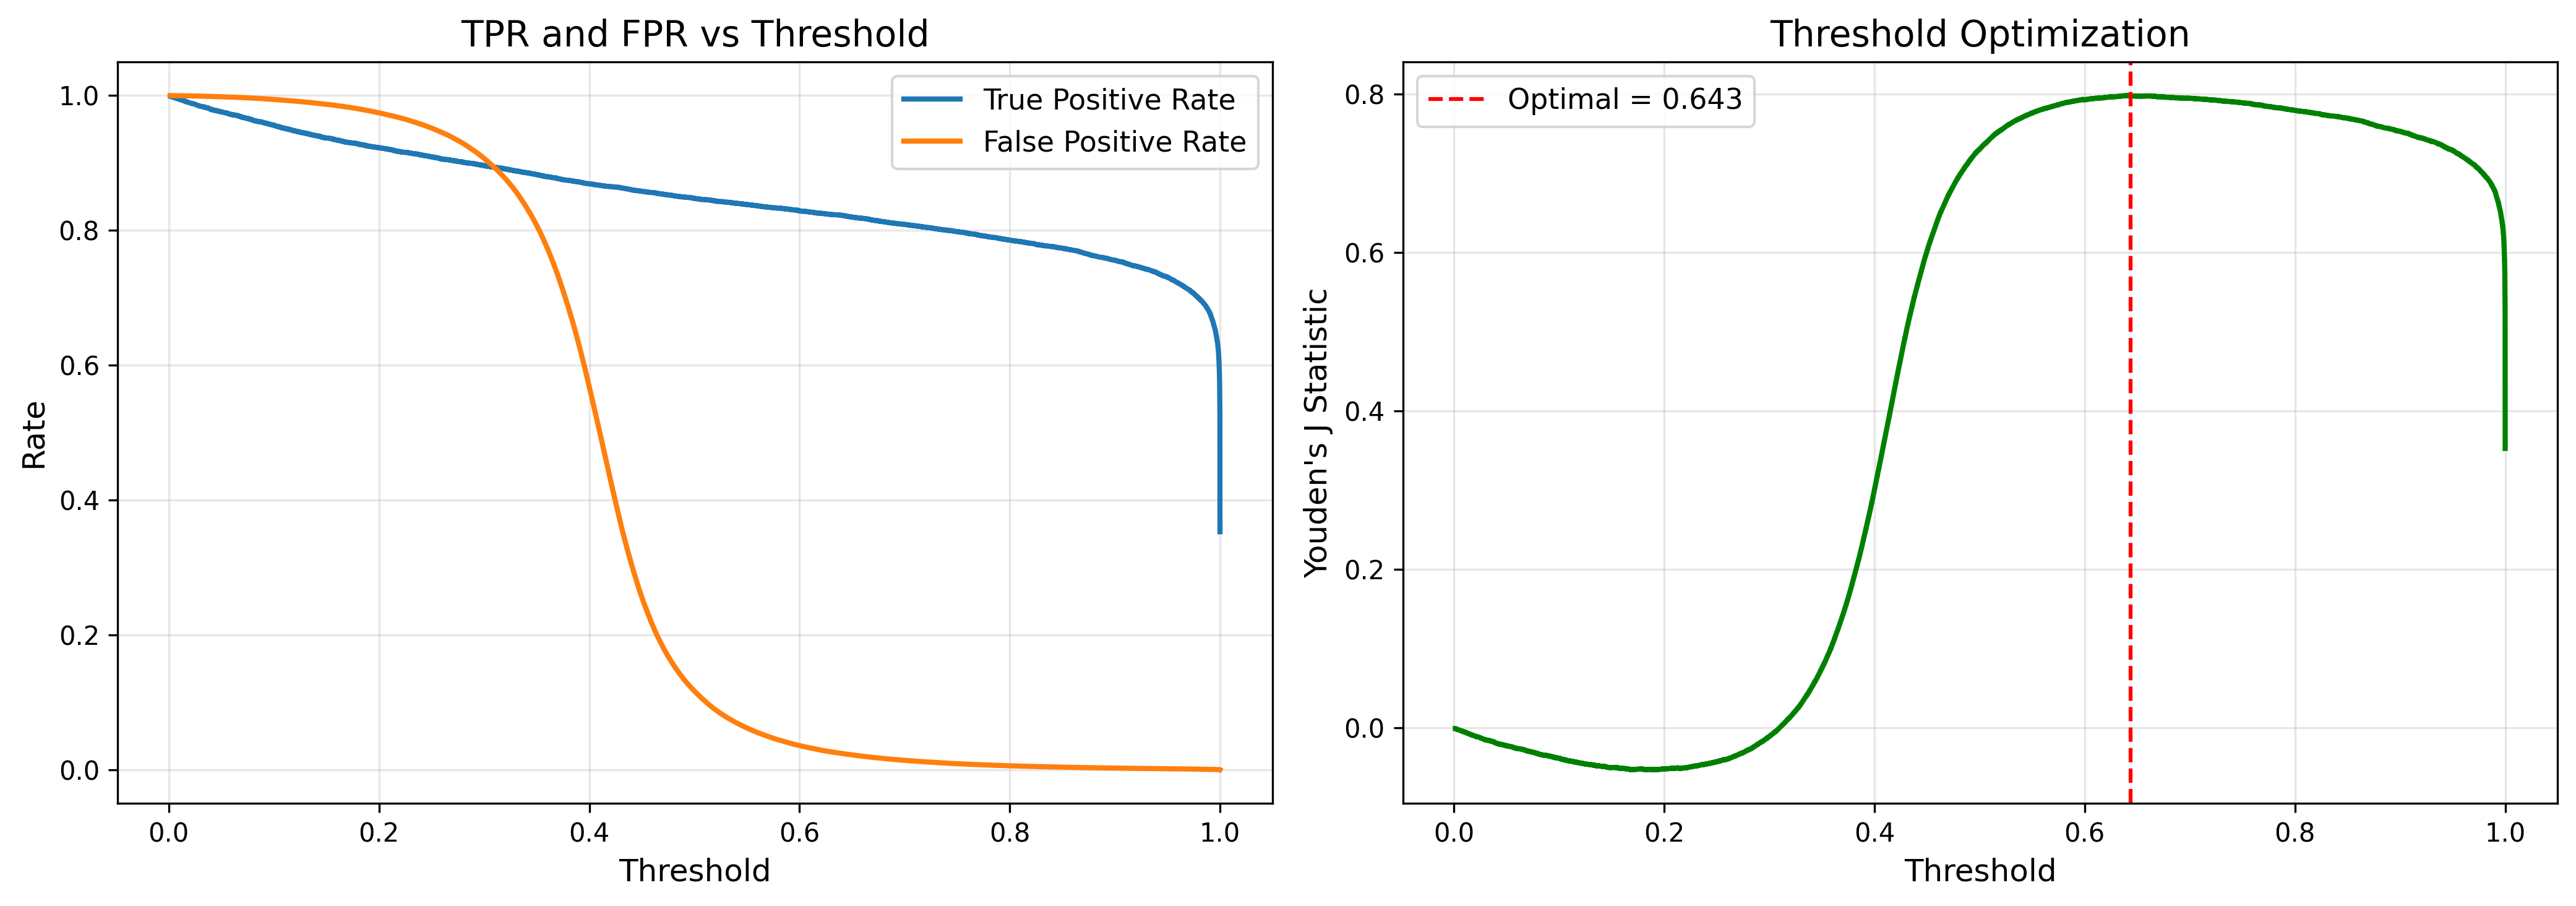 TPR and FPR vs Threshold
True Positive Rate
False Positive Rate
1.0
0.8
0.6
0.4
0.2
0.0
Rate
0.0 0.2 0.4 0.6 0.8 1.0
Threshold
Threshold Optimization
Optimal = 0.643
0.8
0.6
0.4
0.2
0.0
Youden's J Statistic
0.0 0.2 0.4 0.6 0.8 1.0
Threshold